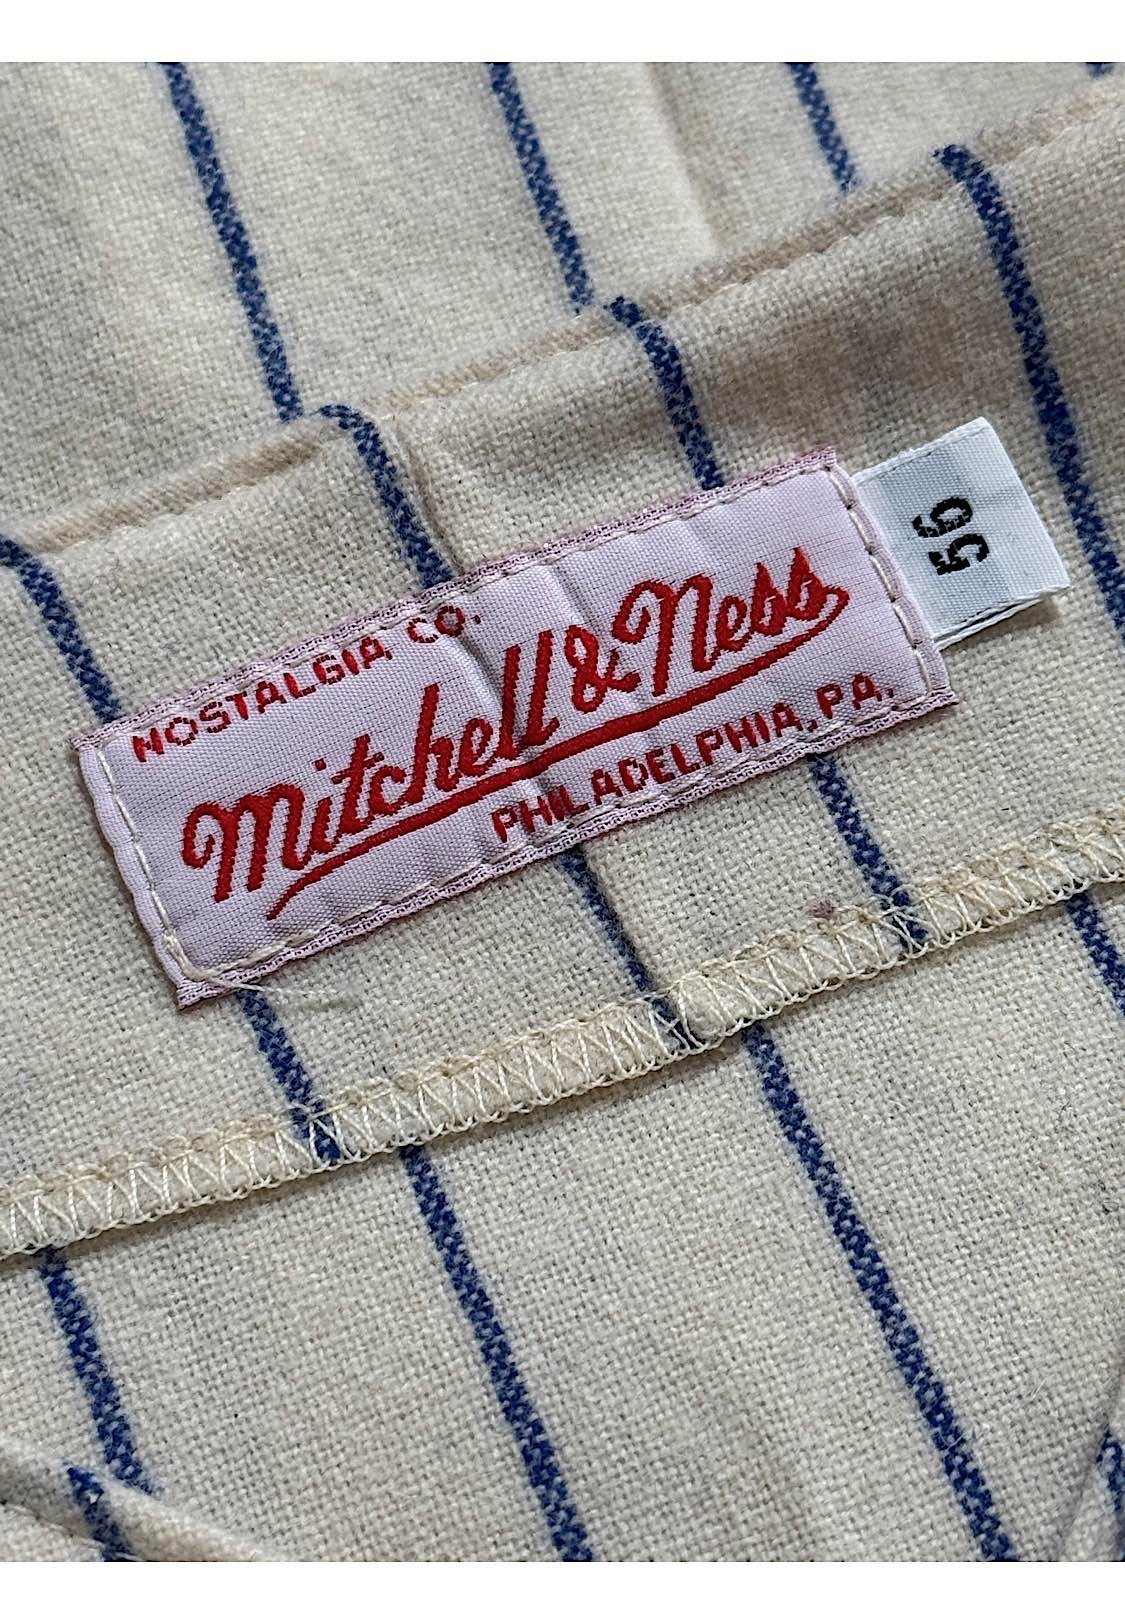 NOSTALGIA CO.
Mitchell & Ness
PHILADELPHIA, PA.
56